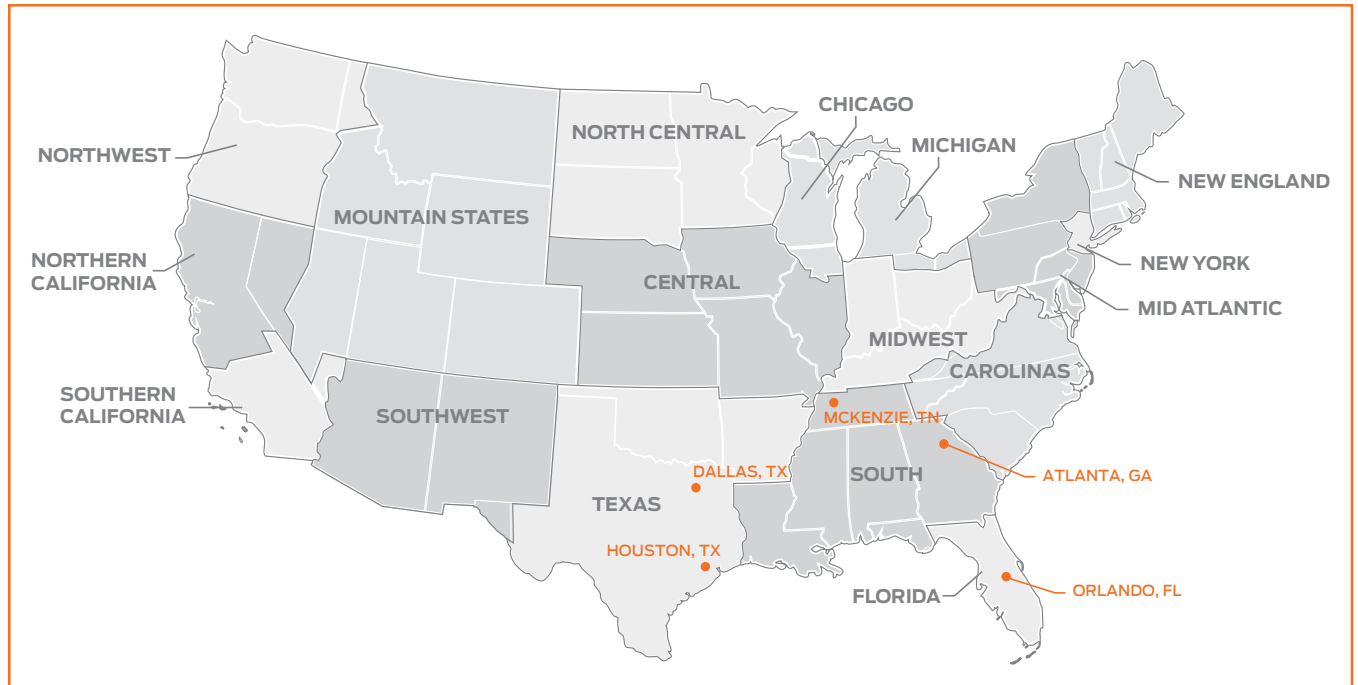 CHICAGO
NORTH CENTRAL
MICHIGAN
NORTHWEST
NEW ENGLAND
MOUNTAIN STATES
NORTHERN
CALIFORNIA
NEW YORK
CENTRAL
MID ATLANTIC
MIDWEST
CAROLINAS
SOUTHERN
CALIFORNIA
SOUTHWEST
MCKENZIE, TN
DALLAS, TX
SOUTH
ATLANTA, GA
TEXAS
HOUSTON, TX
ORLANDO, FL
FLORIDA